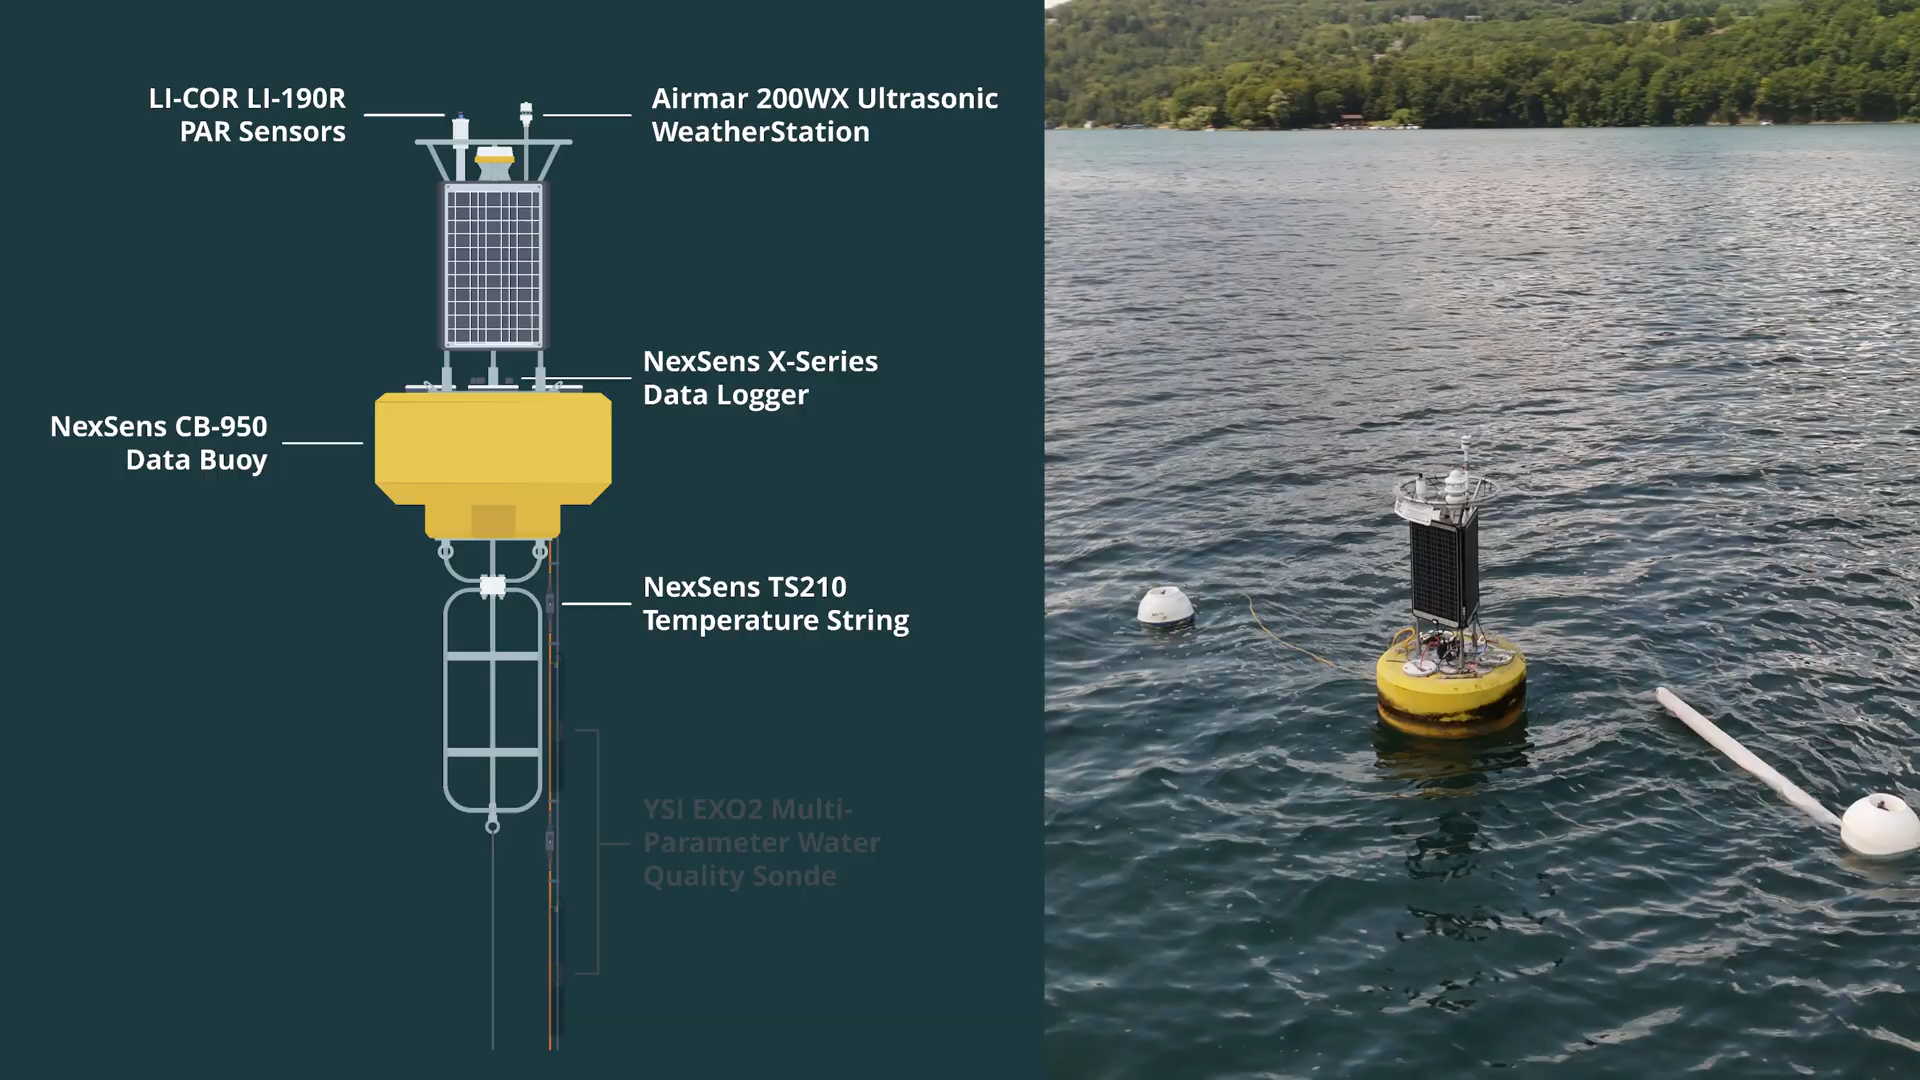 LI-COR LI-190R
PAR Sensors
Airmar 200WX Ultrasonic
WeatherStation
NexSens X-Series
Data Logger
NexSens CB-950
Data Buoy
NexSens TS210
Temperature String
YSI EXO2 Multi-
Parameter Water
Quality Sonde